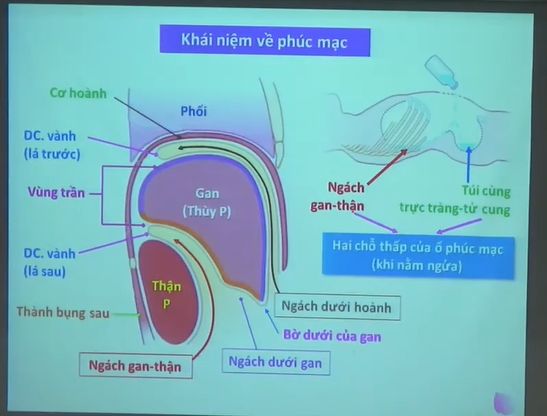 Khái niệm về phúc mạc
Cơ hoành
Phổi
DC. vành
(lá trước)
Vùng trần
Gan
(Thùy P)
DC. vành
(lá sau)
Thận
P
Thành bụng sau
Ngách gan-thận
Ngách dưới gan
Bờ dưới của gan
Ngách dưới hoành
Ngách
gan-thận
Túi cùng
trực tràng-tử cung
Hai chỗ thấp của ổ phúc mạc
(khi nằm ngửa)